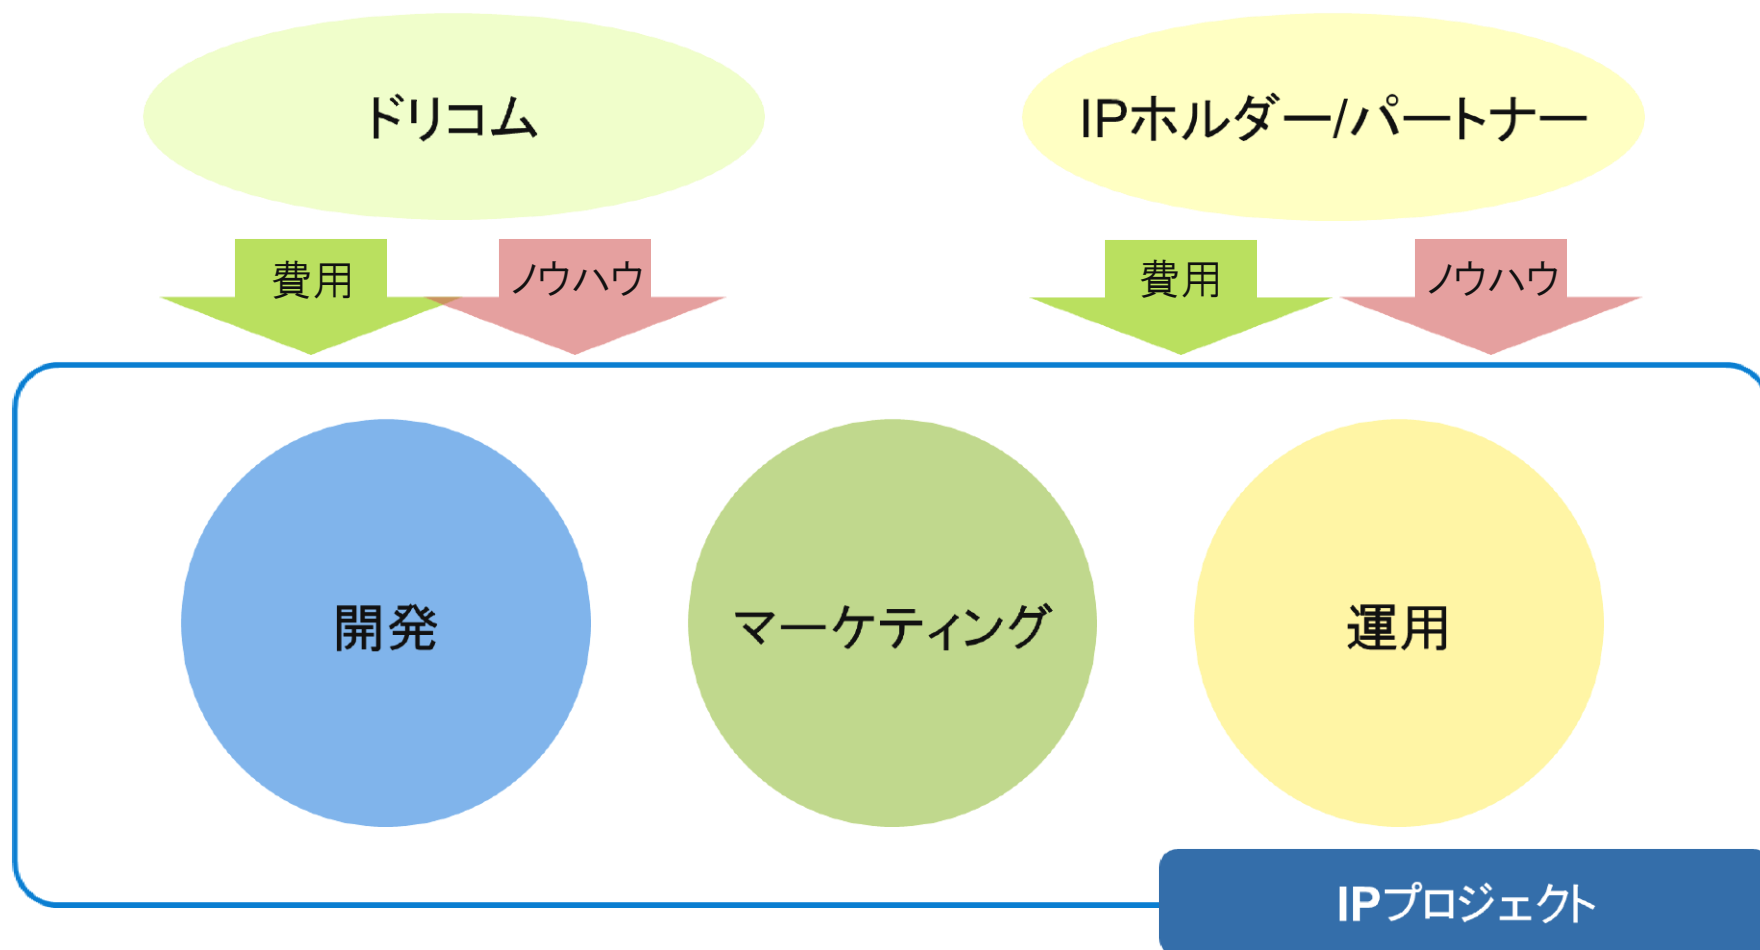 ドリコム
IPホルダー/パートナー
費用
ノウハウ
費用
ノウハウ
開発
マーケティング
運用
IPプロジェクト